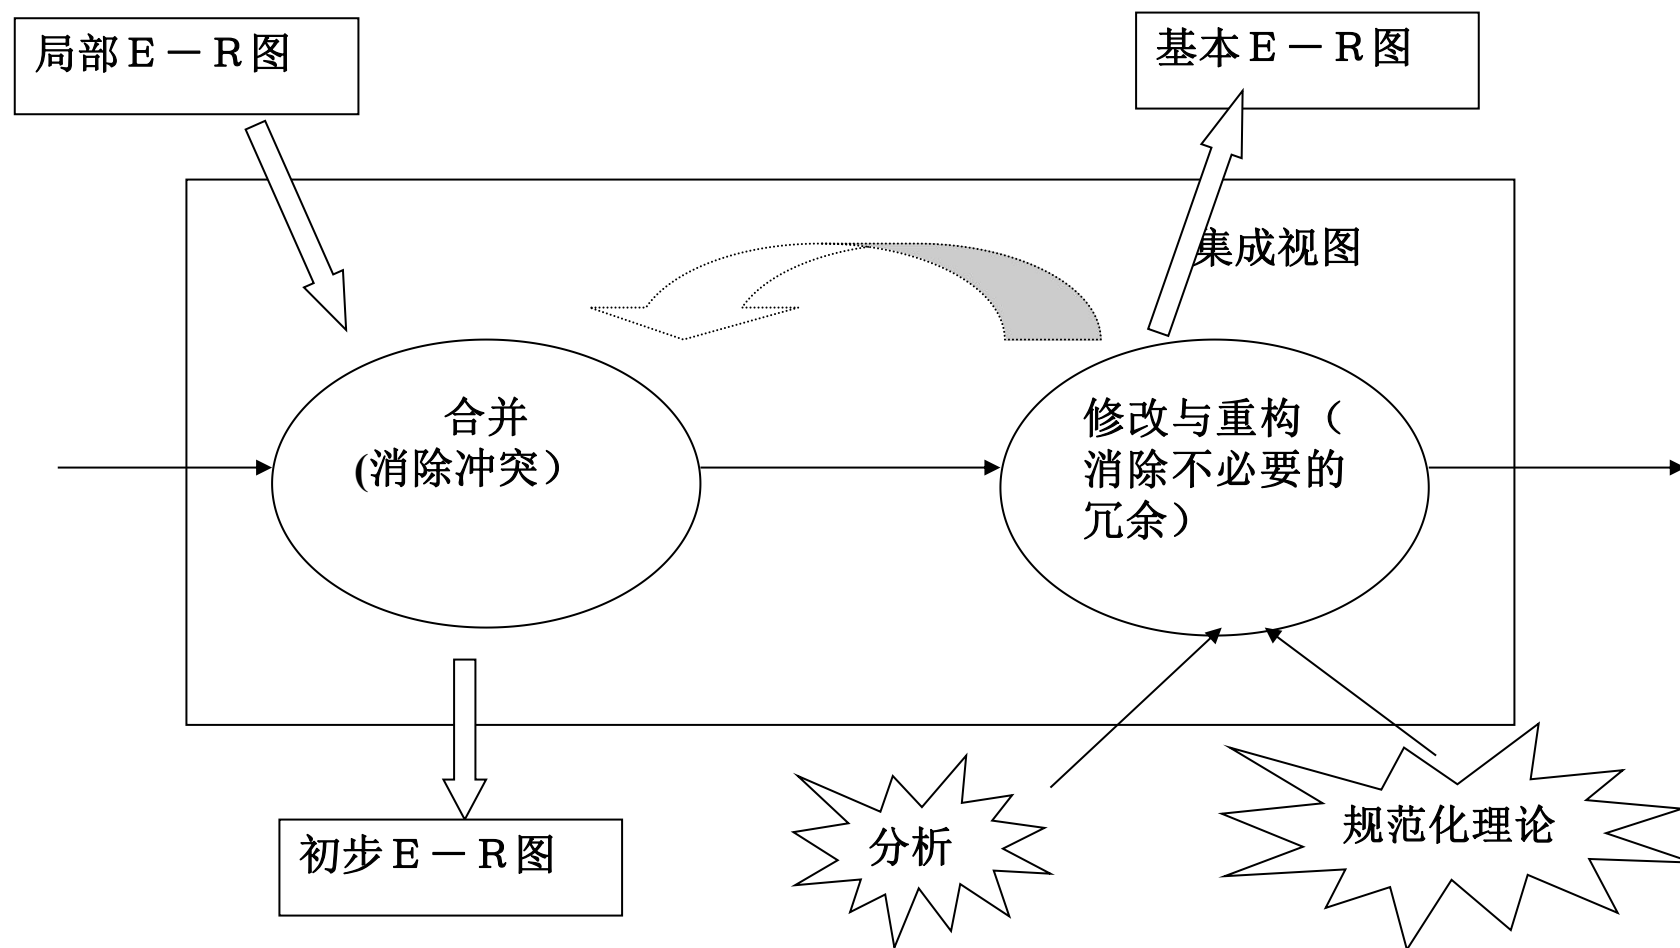 局部E－R图
基本E－R图
集成视图
合并
(消除冲突）
修改与重构（
消除不必要的
冗余）
初步E－R图
分析
规范化理论